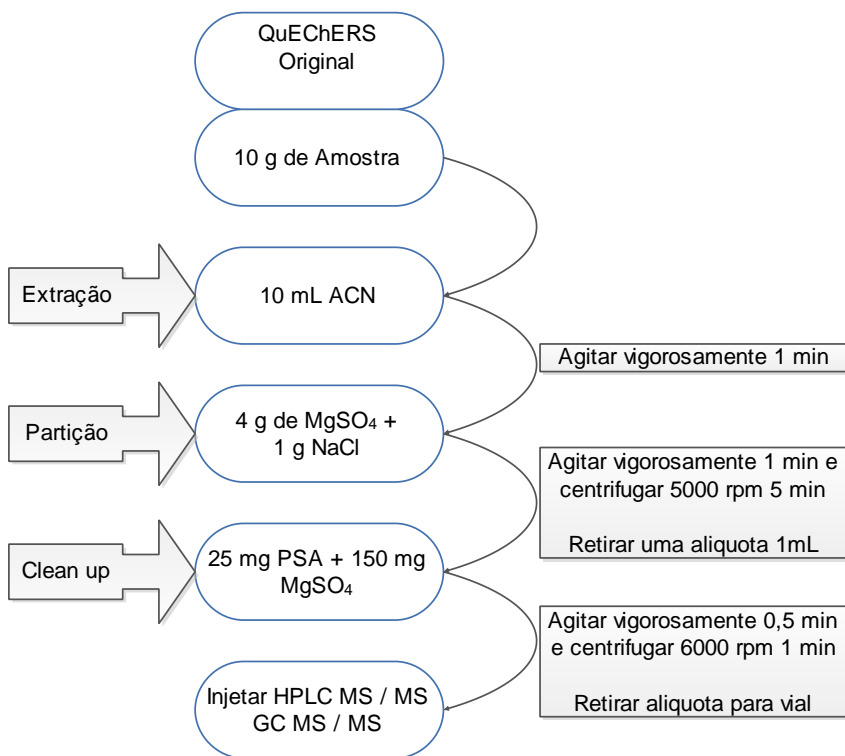 QuEChERS
Original
10 g de Amostra
Extração
10 mL ACN
Agitar vigorosamente 1 min
Partição
4 g de MgSO₄ +
1 g NaCl
Agitar vigorosamente 1 min e
centrifugar 5000 rpm 5 min
Retirar uma aliquota 1mL
Clean up
25 mg PSA + 150 mg
MgSO₄
Agitar vigorosamente 0,5 min
e centrifugar 6000 rpm 1 min
Retirar aliquota para vial
Injetar HPLC MS / MS
GC MS / MS